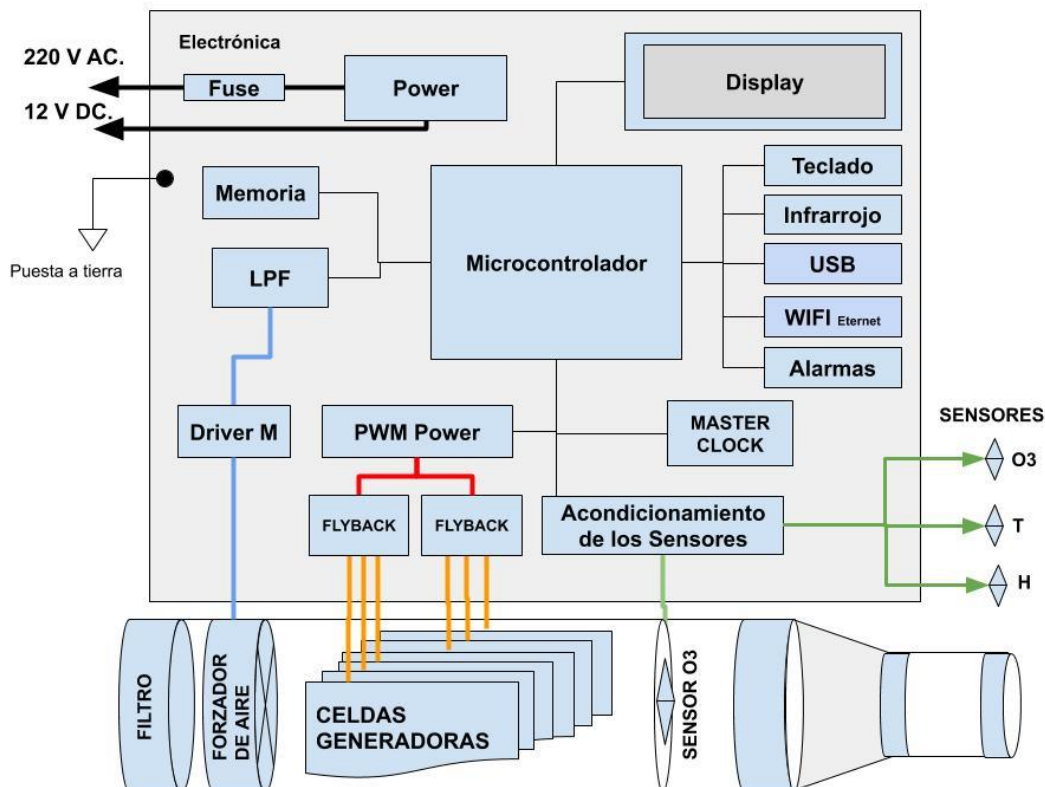 Electrónica
220 V AC.
Fuse
Power
12 V DC.
Display
Puesta a tierra
Memoria
LPF
Microcontrolador
Teclado
Infrarrojo
USB
WIFI Eternet
Alarmas
Driver M
PWM Power
MASTER
CLOCK
FLYBACK
FLYBACK
Acondicionamiento
de los Sensores
SENSORES
O3
T
H
FILTRO
FORZADOR
DE AIRE
CELDAS
GENERADORAS
SENSOR O3